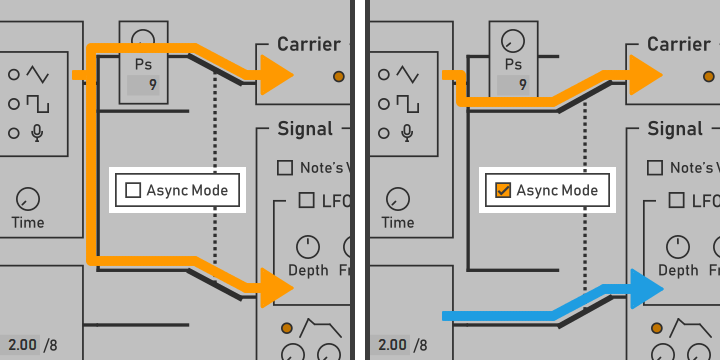 Carrier
Ps
9
Signal
Note's V
Async Mode
LFO
Time
Depth
Fr
2.00 /8
Carrier
Ps
9
Signal
Note's V
Async Mode
LFO
Time
Depth
Fr
2.00 /8